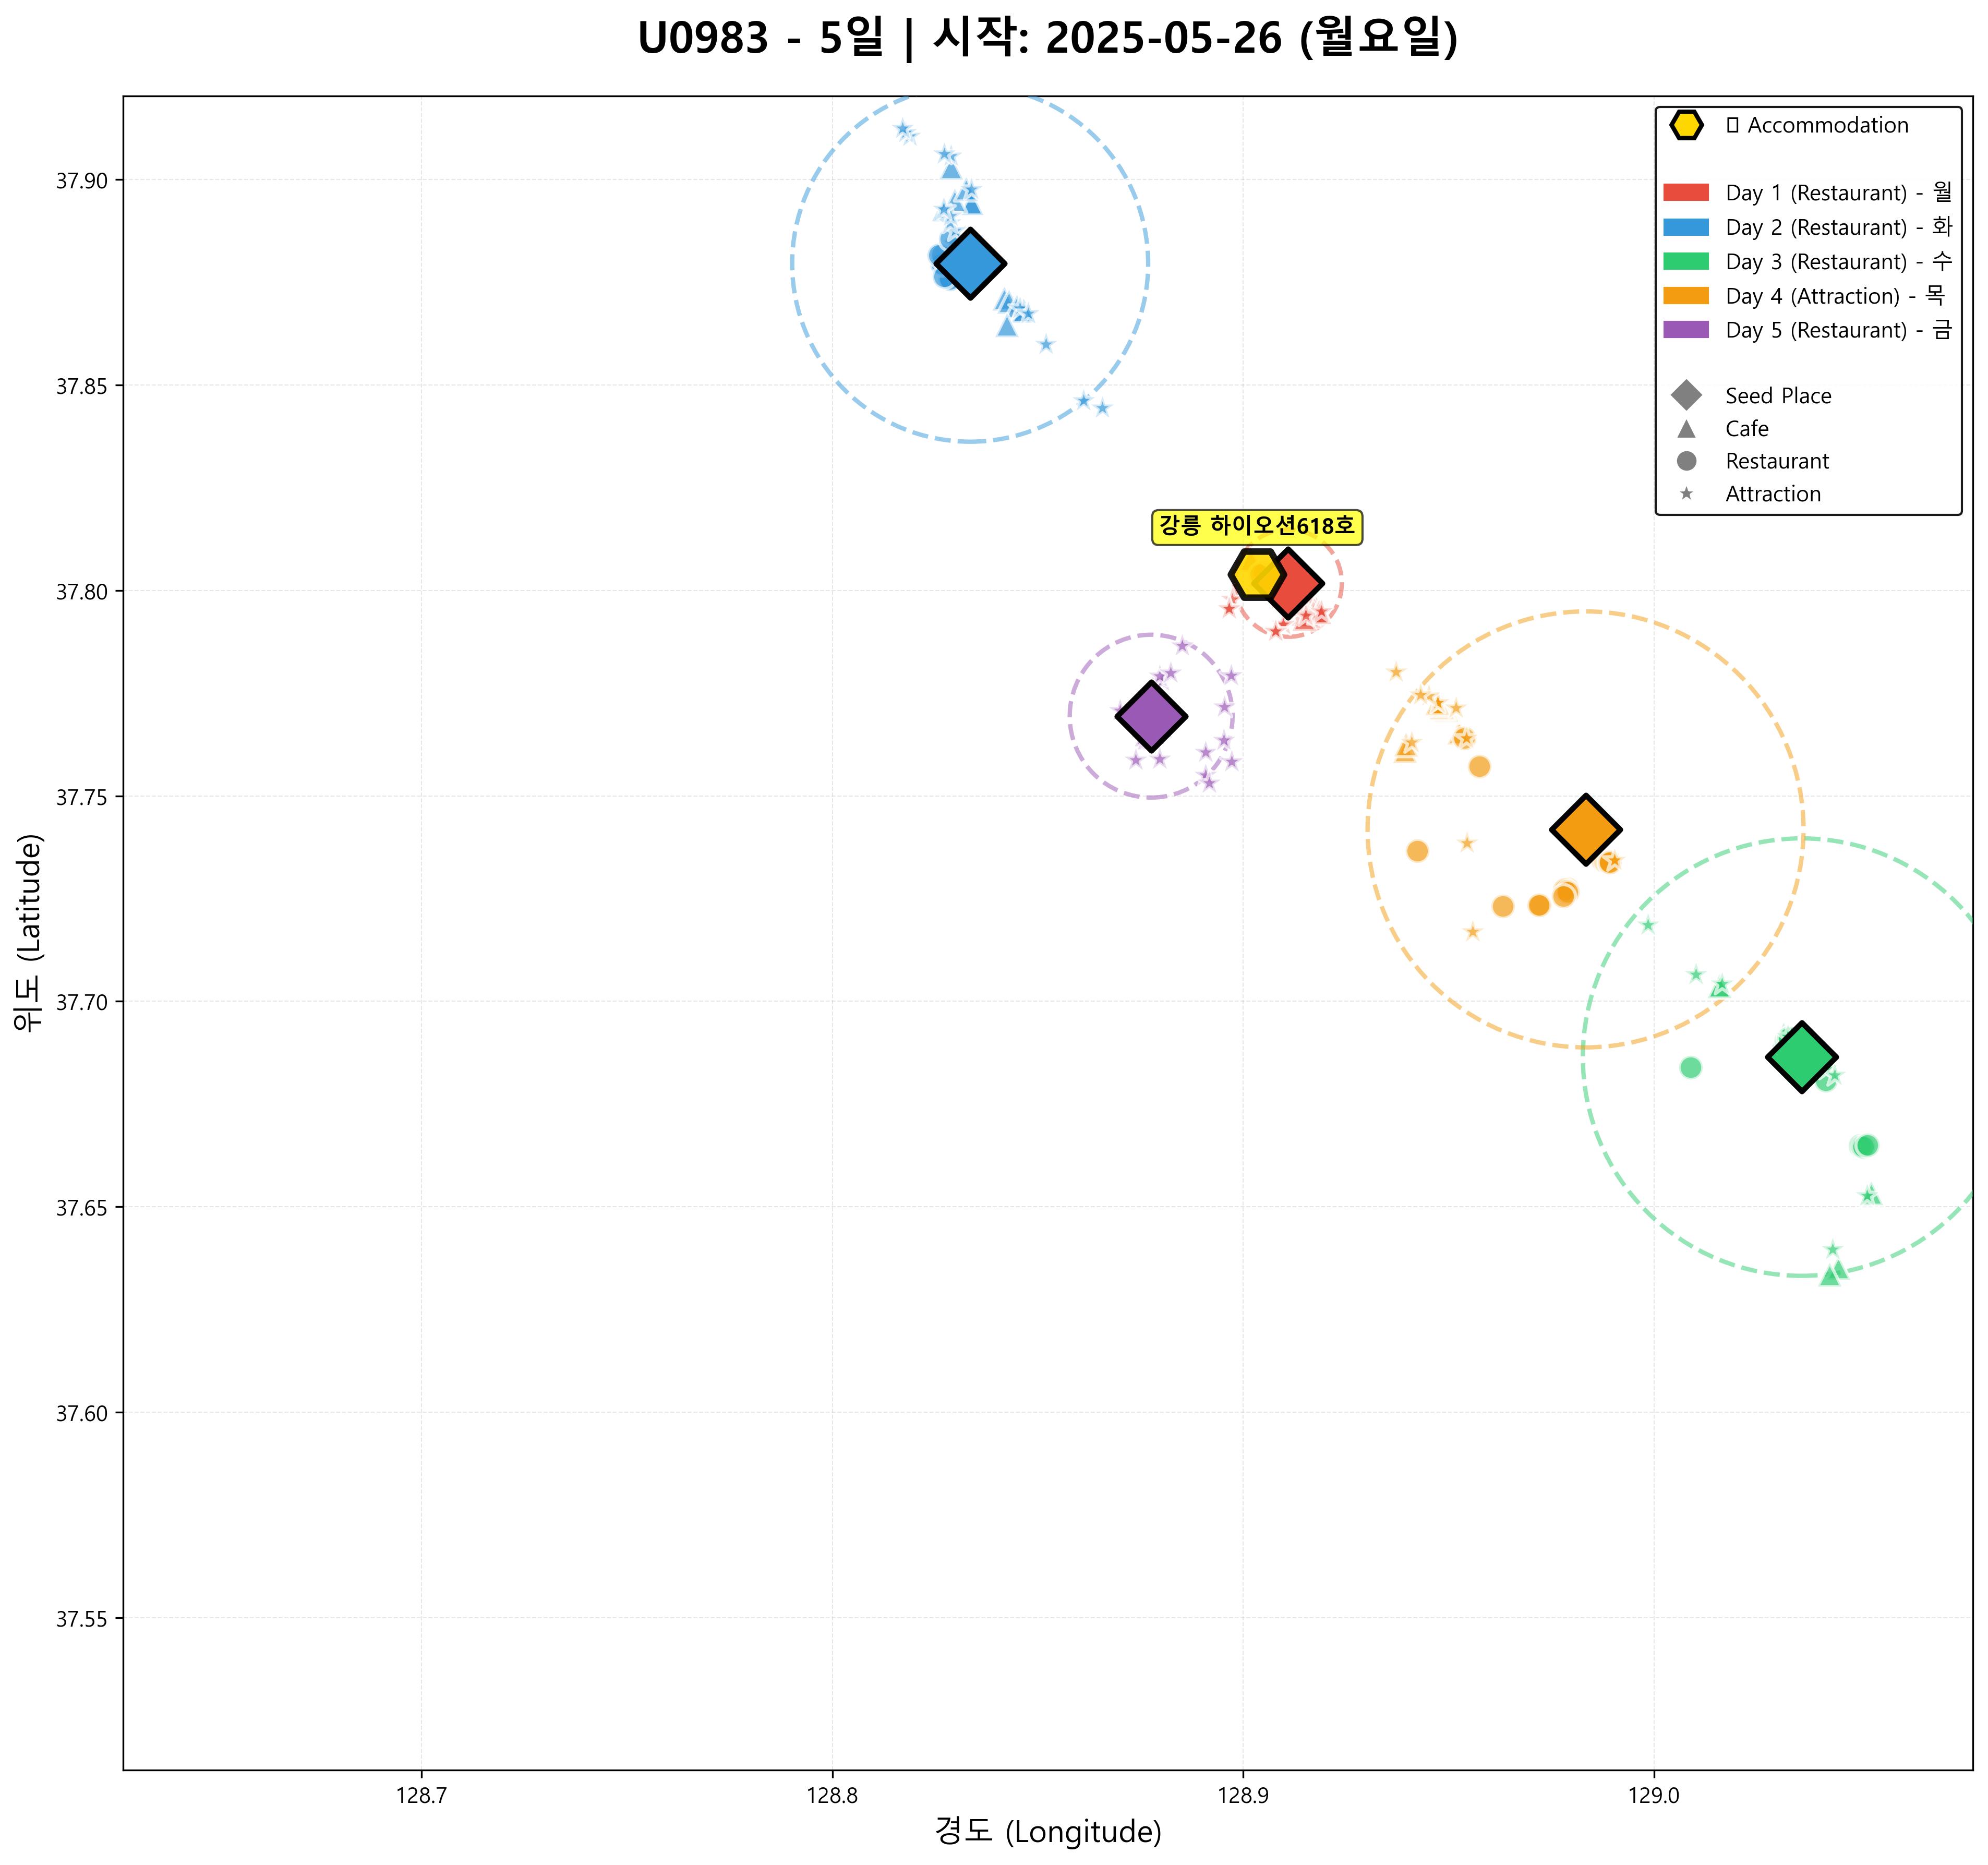 U0983 - 5일 | 시작: 2025-05-26 (월요일)
Accommodation
Day 1 (Restaurant) - 월
Day 2 (Restaurant) - 화
Day 3 (Restaurant) - 수
Day 4 (Attraction) - 목
Day 5 (Restaurant) - 금
Seed Place
Cafe
Restaurant
Attraction
강릉 하이오션618호
37.90
37.85
37.80
37.75
37.70
37.65
37.60
37.55
위도 (Latitude)
128.7
128.8
128.9
129.0
경도 (Longitude)